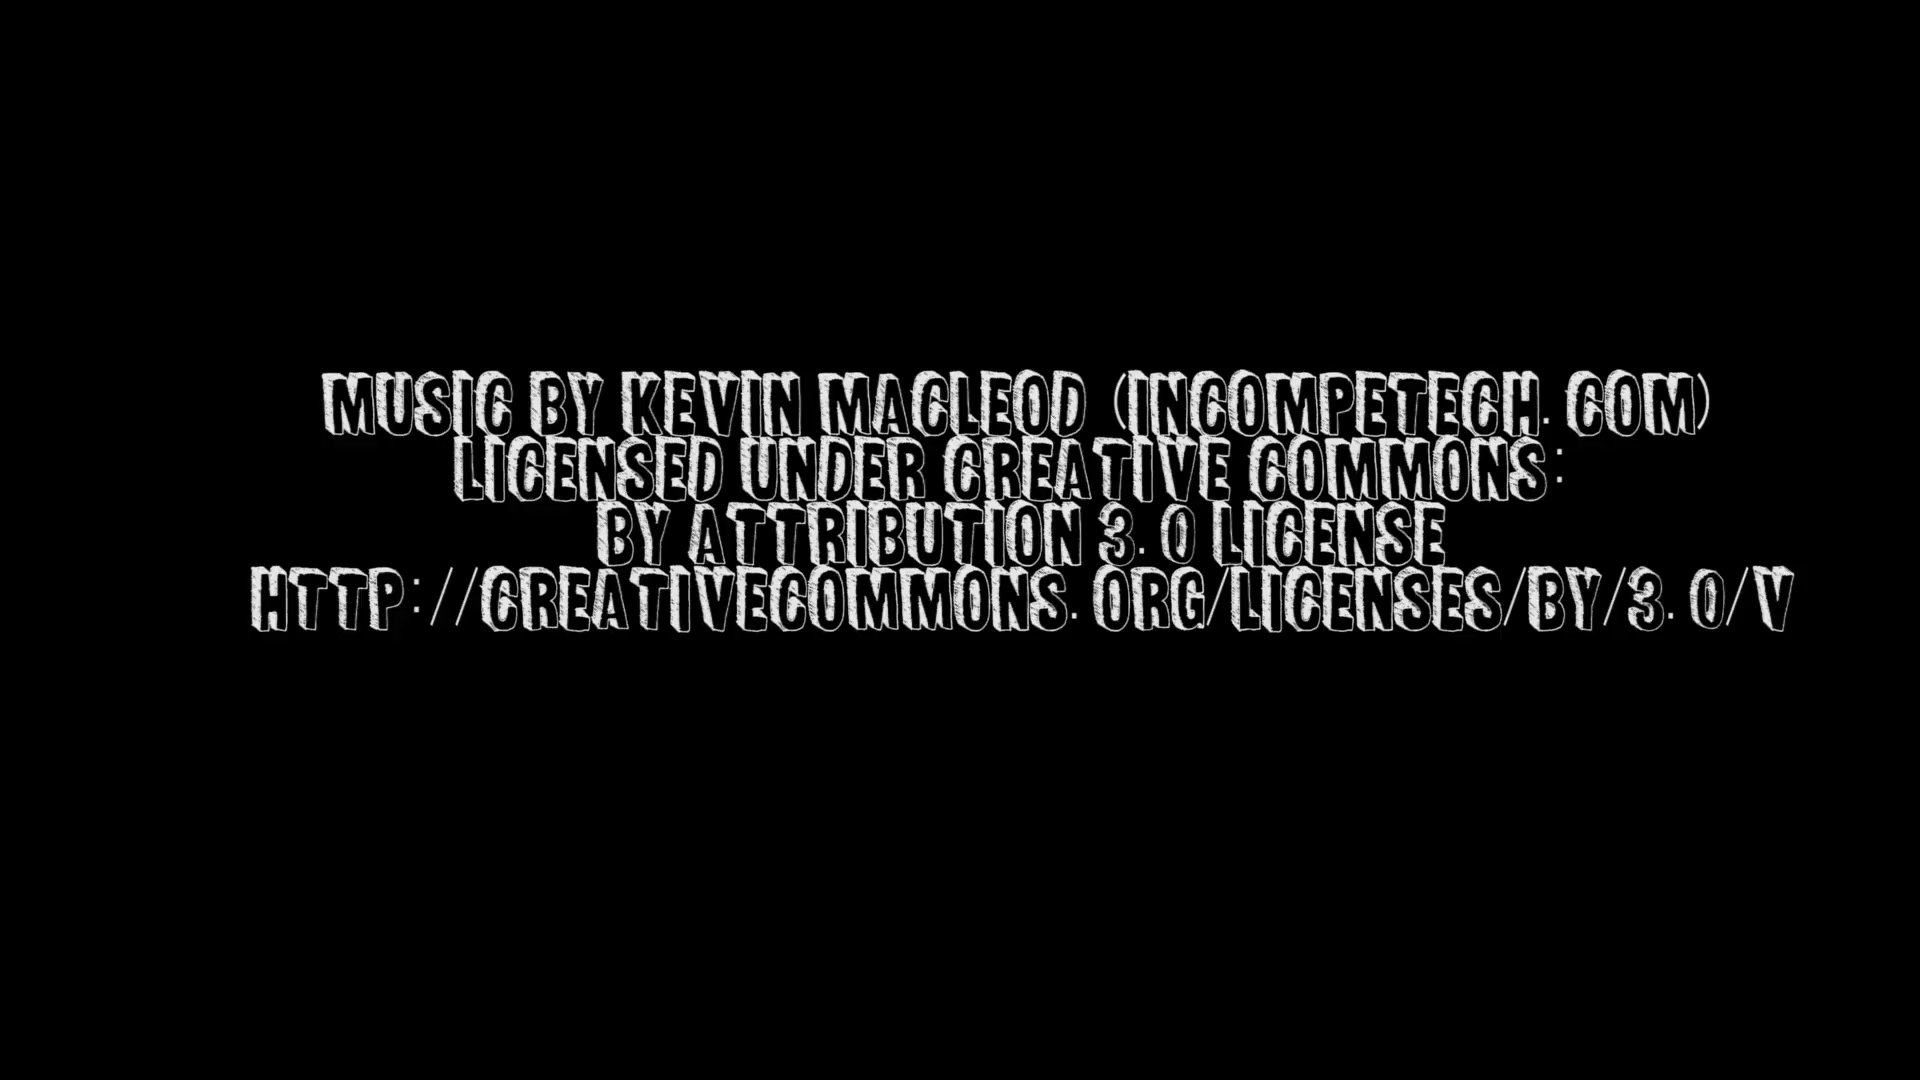 MUSIC BY KEVIN MACLEOD (INCOMPETECH.COM)
LICENSED UNDER CREATIVE COMMONS:
BY ATTRIBUTION 3.0 LICENSE
HTTP://CREATIVECOMMONS.ORG/LICENSES/BY/3.0/V